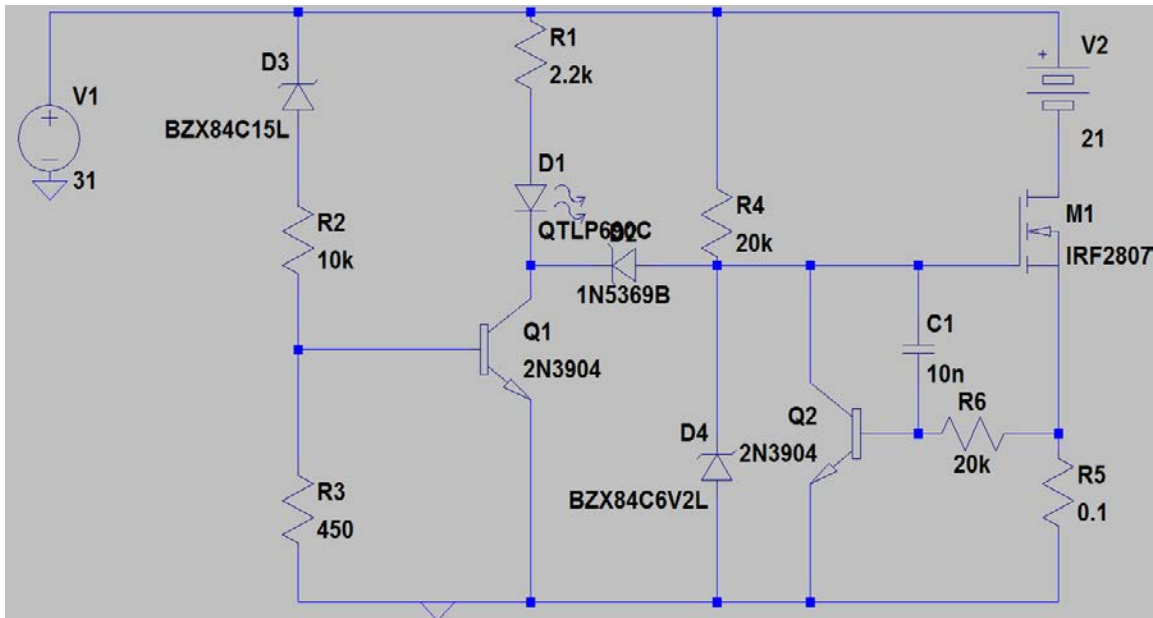 V1
+
31
D3
BZX84C15L
R2
10k
R3
450
R1
2.2k
D1
QTLP690C
D2
1N5369B
Q1
2N3904
R4
20k
D4
BZX84C6V2L
Q2
2N3904
C1
10n
R6
20k
R5
0.1
V2
+
21
M1
IRF2807